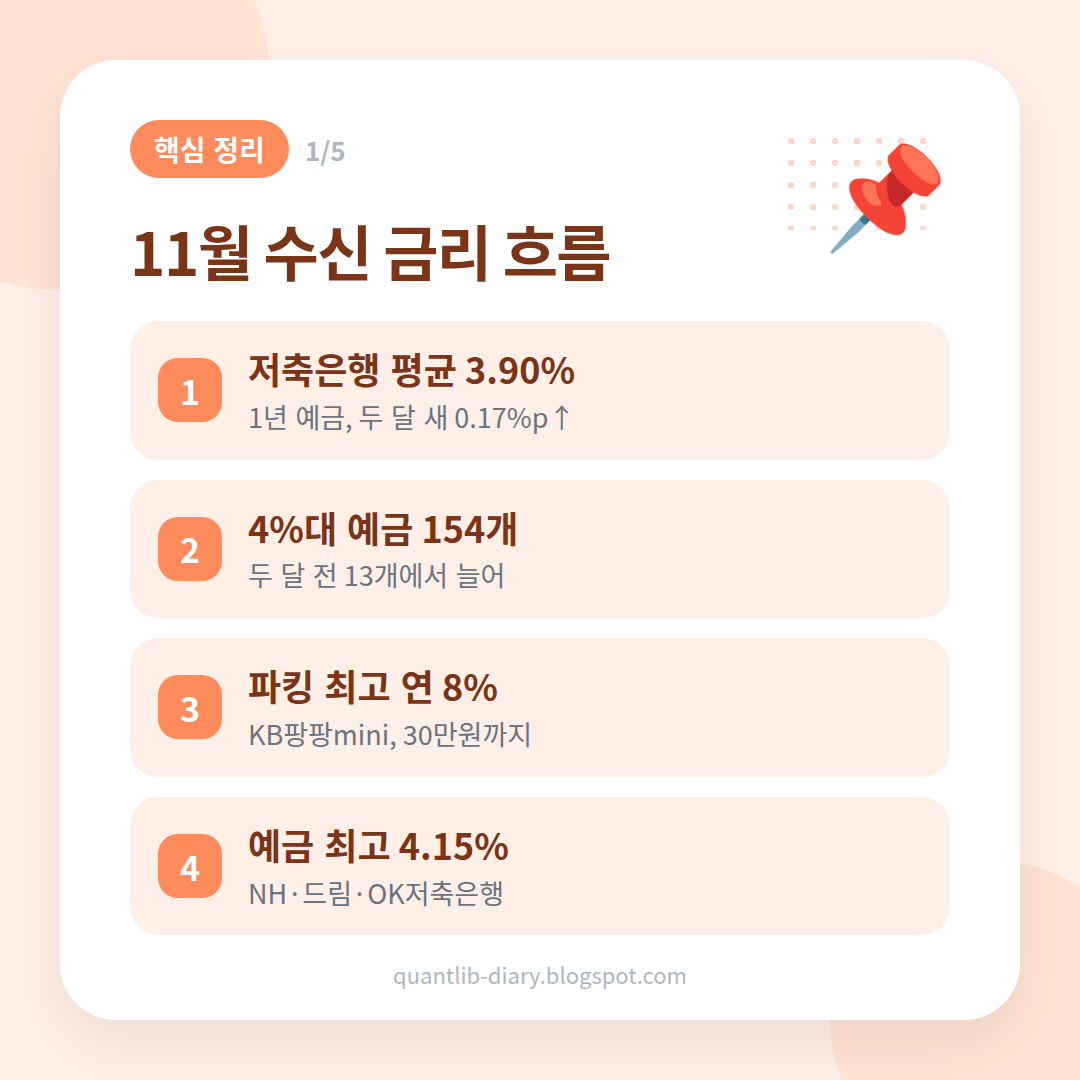 핵심 정리 1/5
11월 수신 금리 흐름
1
저축은행 평균 3.90%
1년 예금, 두 달 새 0.17%p↑
2
4%대 예금 154개
두 달 전 13개에서 늘어
3
파킹 최고 연 8%
KB팡팡mini, 30만원까지
4
예금 최고 4.15%
NH·드림·OK저축은행
quantlib-diary.blogspot.com